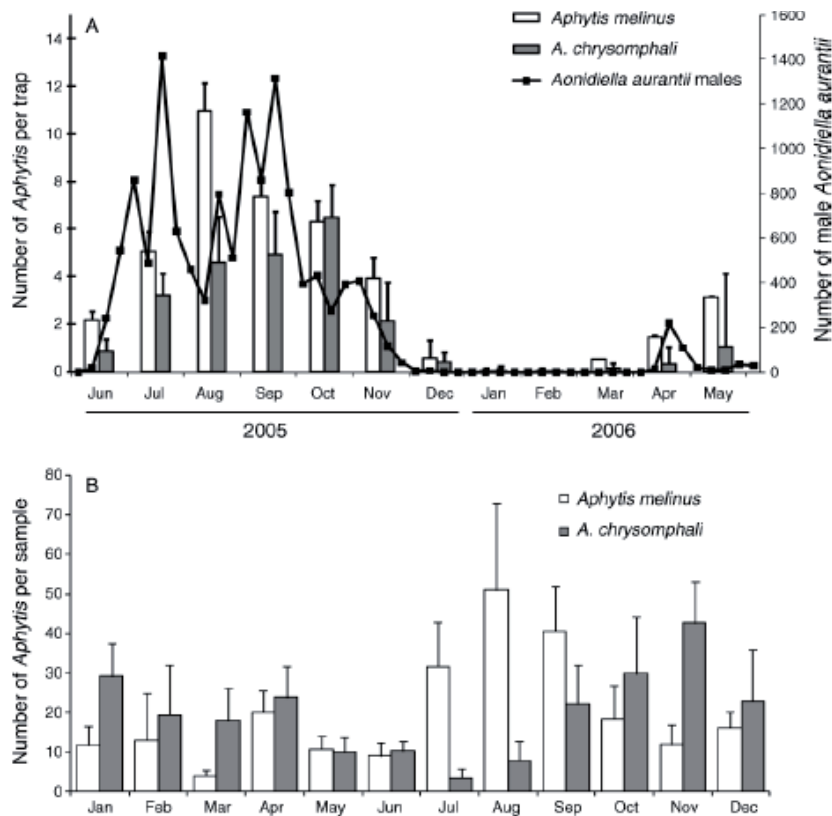 A
Aphytis melinus
A. chrysomphali
Aonidiella aurantii males
Number of Aphytis per trap
14
12
10
8
6
4
2
0
1600
1400
1200
1000
800
600
400
200
0
Number of male Aonidiella aurantii
Jun Jul Aug Sep Oct Nov Dec Jan Feb Mar Apr May
2005 2006
B
Aphytis melinus
A. chrysomphali
Number of Aphytis per sample
80
70
60
50
40
30
20
10
0
Jan Feb Mar Apr May Jun Jul Aug Sep Oct Nov Dec